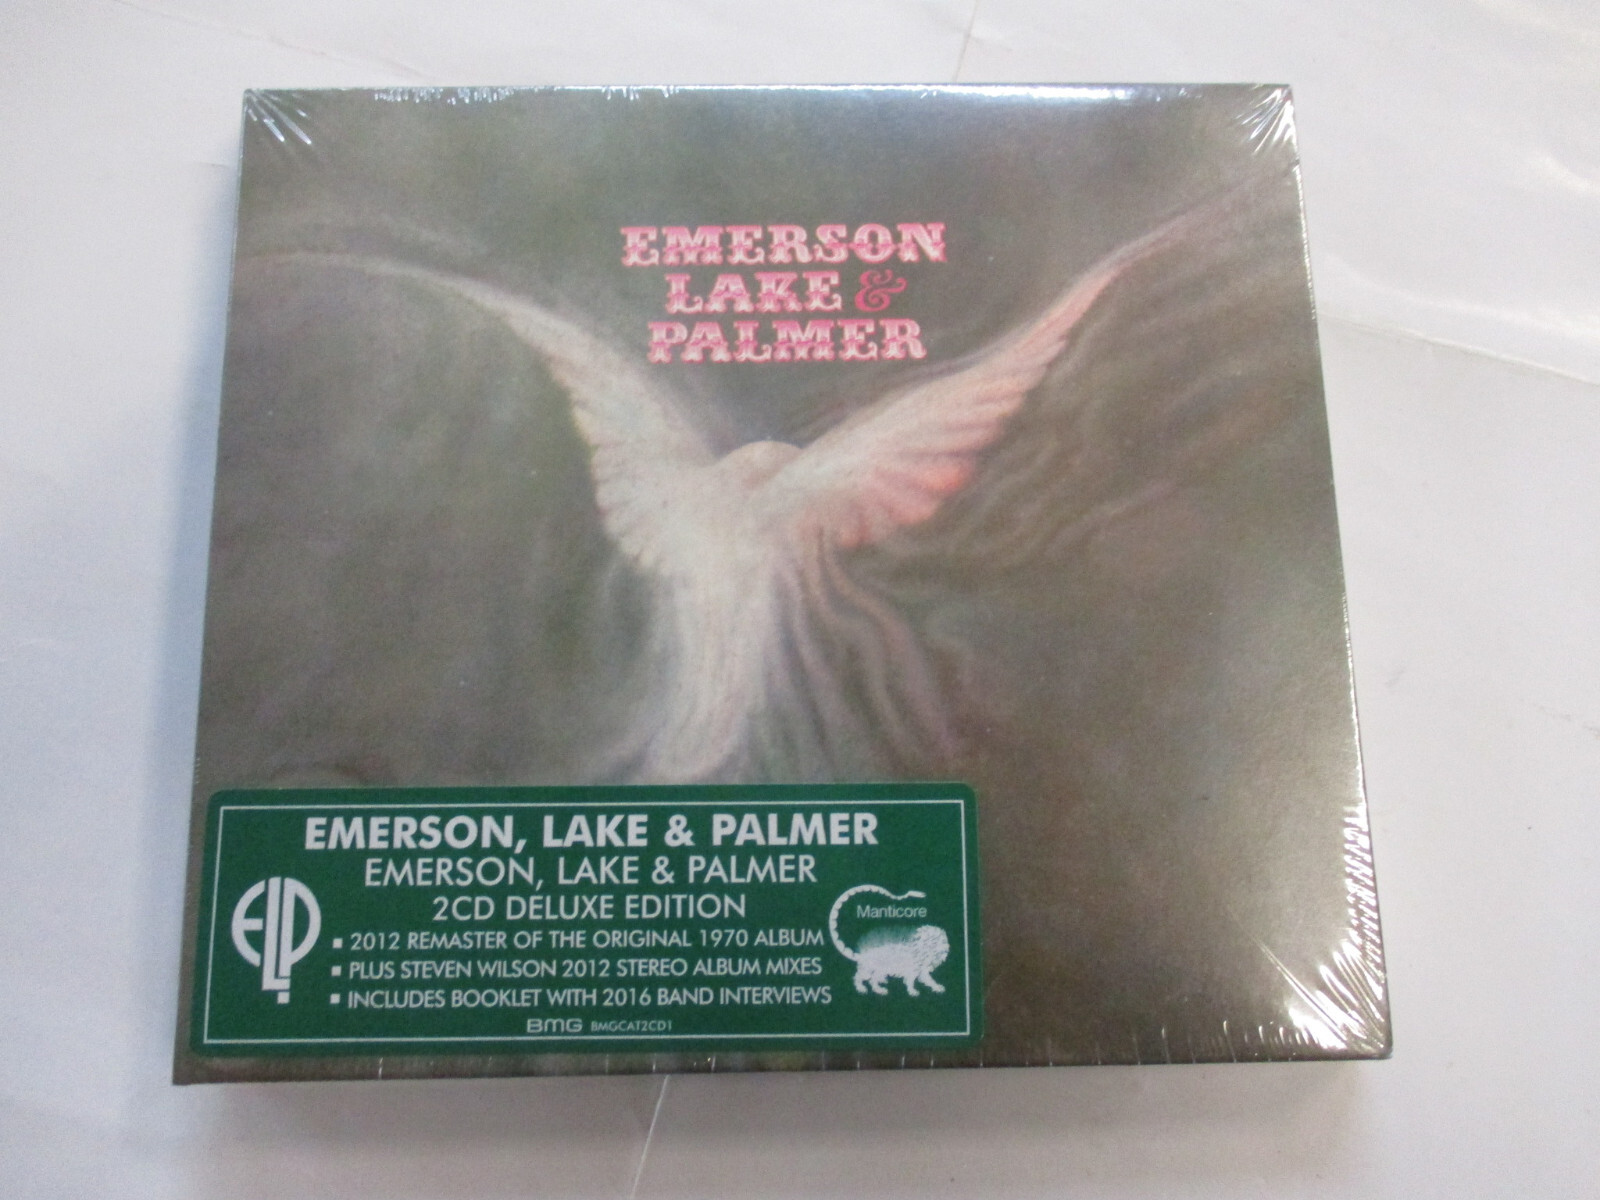 EMERSON
LAKE &
PALMER
EMERSON, LAKE & PALMER
EMERSON, LAKE & PALMER
2CD DELUXE EDITION
▪ 2012 REMASTER OF THE ORIGINAL 1970 ALBUM
▪ PLUS STEVEN WILSON 2012 STEREO ALBUM MIXES
▪ INCLUDES BOOKLET WITH 2016 BAND INTERVIEWS
ELP
Manticore
BMG BMGCAT2CD1